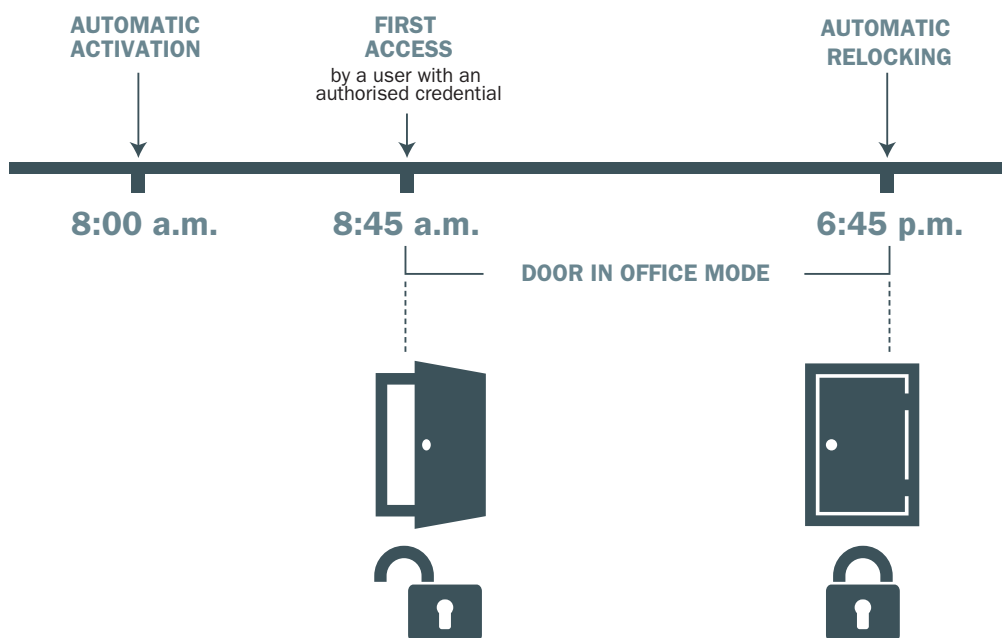 AUTOMATIC
ACTIVATION
FIRST
ACCESS
by a user with an
authorised credential
AUTOMATIC
RELOCKING
8:00 a.m.
8:45 a.m.
6:45 p.m.
DOOR IN OFFICE MODE